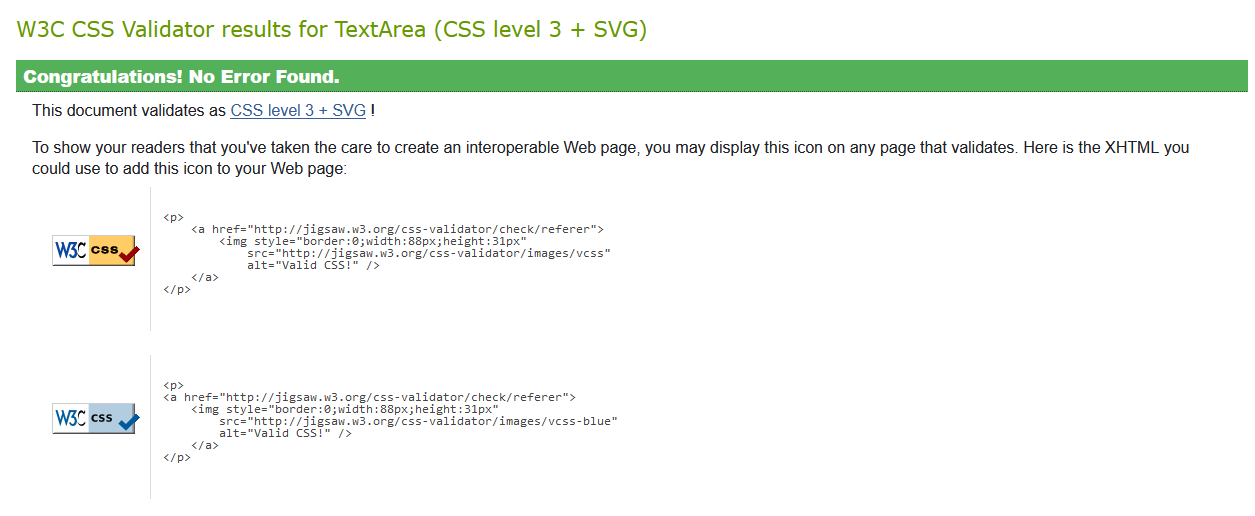 W3C CSS Validator results for TextArea (CSS level 3 + SVG)
Congratulations! No Error Found.
This document validates as CSS level 3 + SVG !
To show your readers that you've taken the care to create an interoperable Web page, you may display this icon on any page that validates. Here is the XHTML you
could use to add this icon to your Web page:
W3C css
<p>
    <a href="http://jigsaw.w3.org/css-validator/check/referer">
        <img style="border:0;width:88px;height:31px"
            src="http://jigsaw.w3.org/css-validator/images/vcss"
            alt="Valid CSS!" />
    </a>
</p>
W3C css
<p>
<a href="http://jigsaw.w3.org/css-validator/check/referer">
    <img style="border:0;width:88px;height:31px"
        src="http://jigsaw.w3.org/css-validator/images/vcss-blue"
        alt="Valid CSS!" />
    </a>
</p>